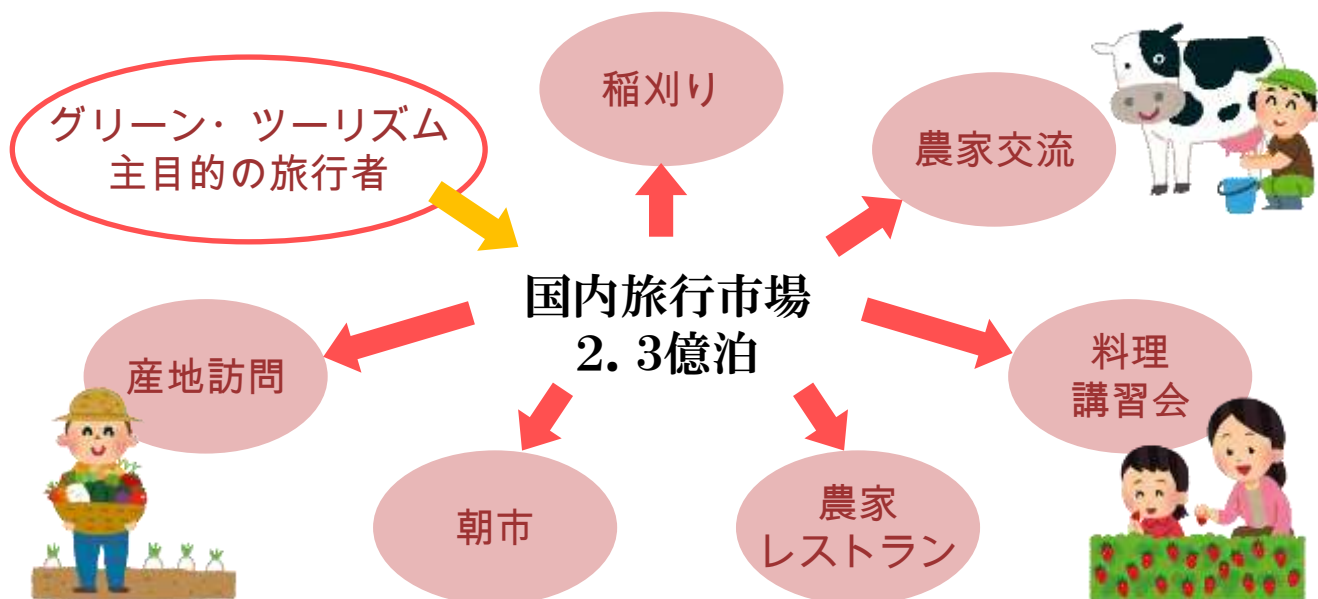 グリーン・ツーリズム
主目的の旅行者
稲刈り
農家交流
国内旅行市場
2.3億泊
産地訪問
料理
講習会
朝市
農家
レストラン